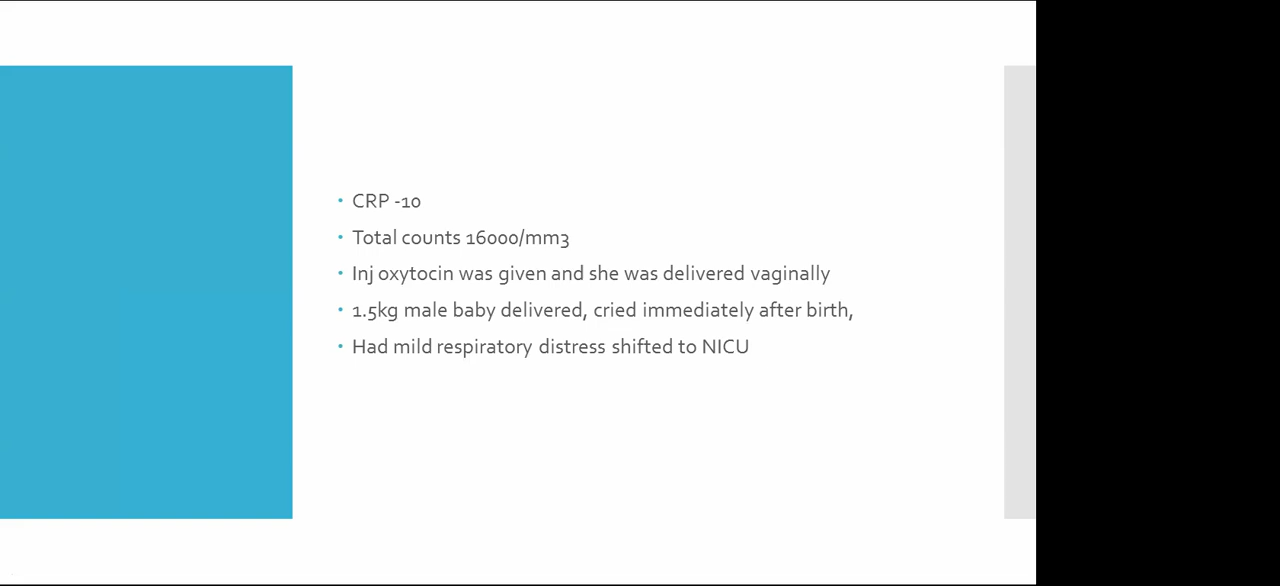 • CRP -10
• Total counts 16000/mm3
• Inj oxytocin was given and she was delivered vaginally
• 1.5kg male baby delivered, cried immediately after birth,
• Had mild respiratory distress shifted to NICU